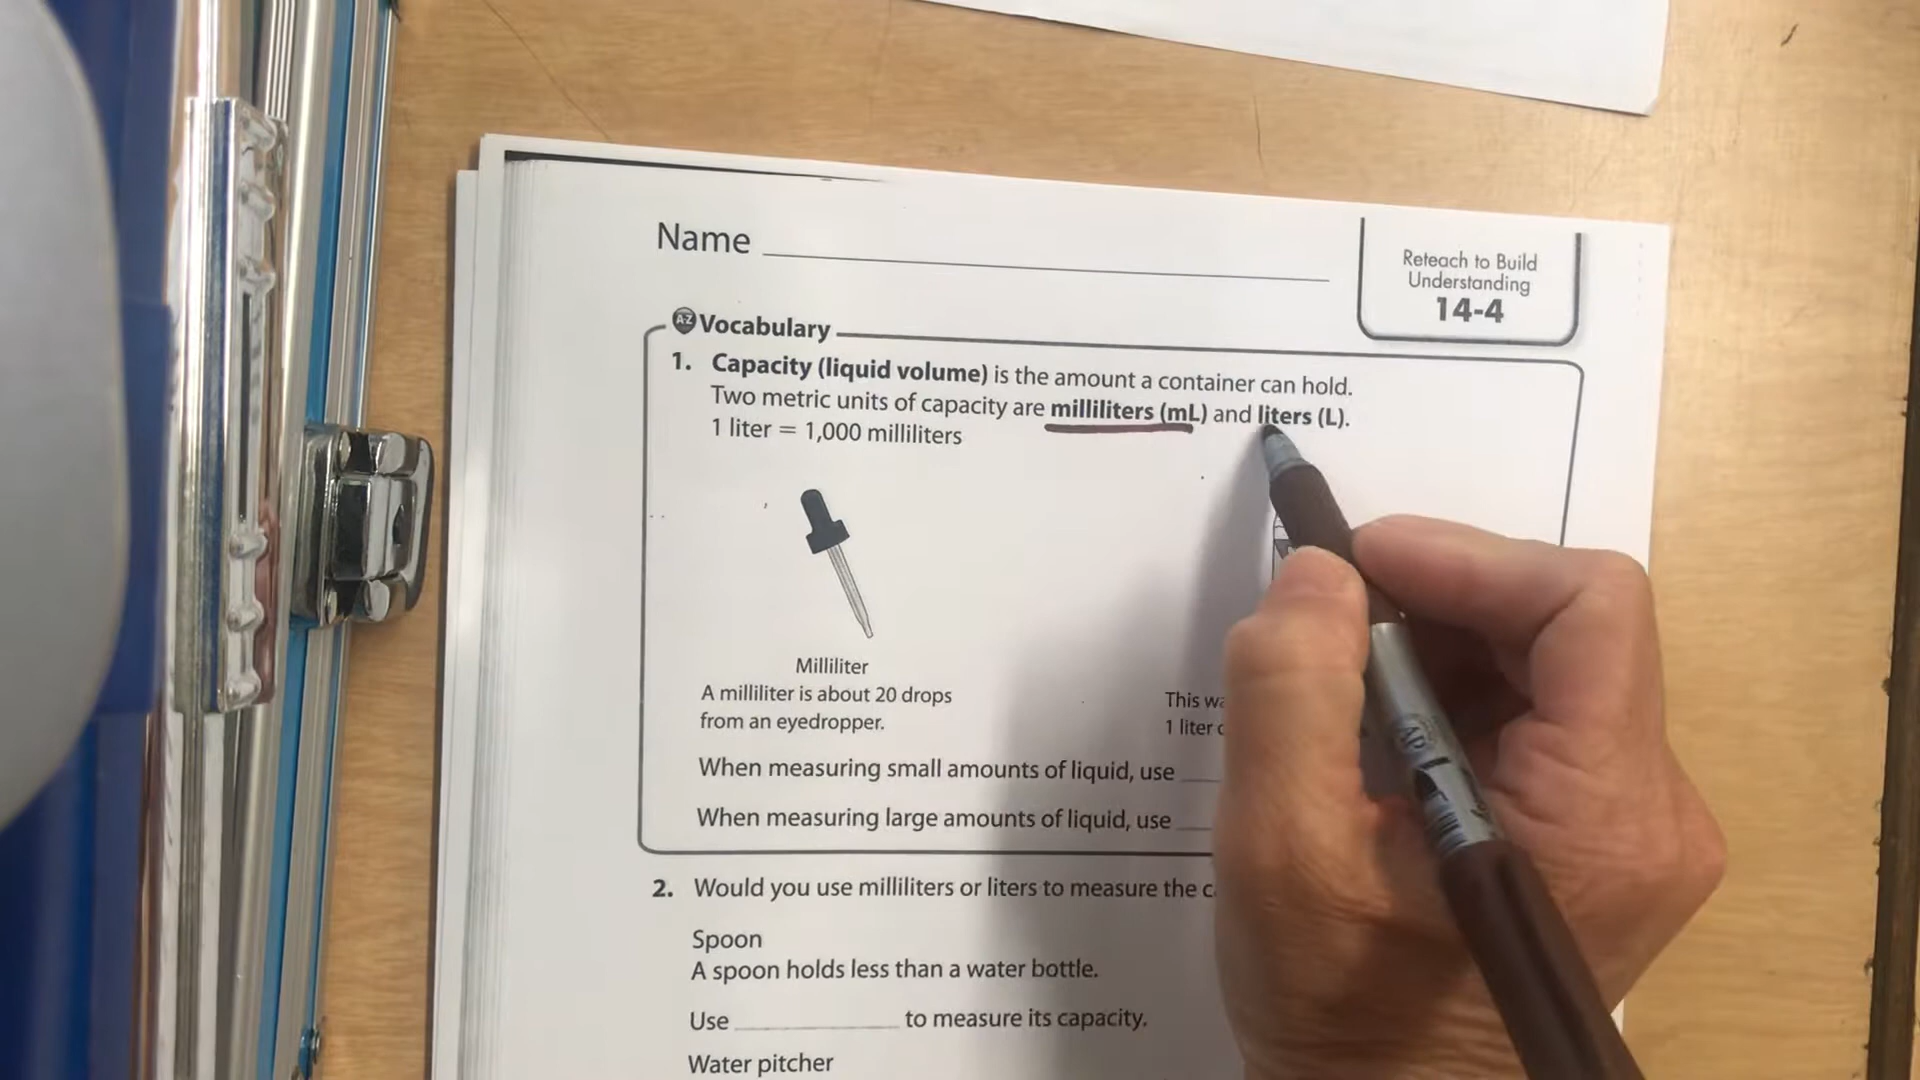 Name
Reteach to Build
Understanding
14-4
A-Z Vocabulary
1. Capacity (liquid volume) is the amount a container can hold.
Two metric units of capacity are milliliters (mL) and liters (L).
1 liter = 1,000 milliliters
Milliliter
A milliliter is about 20 drops
from an eyedropper.
This
1 liter
When measuring small amounts of liquid, use
When measuring large amounts of liquid, use
2. Would you use milliliters or liters to measure the
Spoon
A spoon holds less than a water bottle.
Use ____ to measure its capacity.
Water pitcher
AP